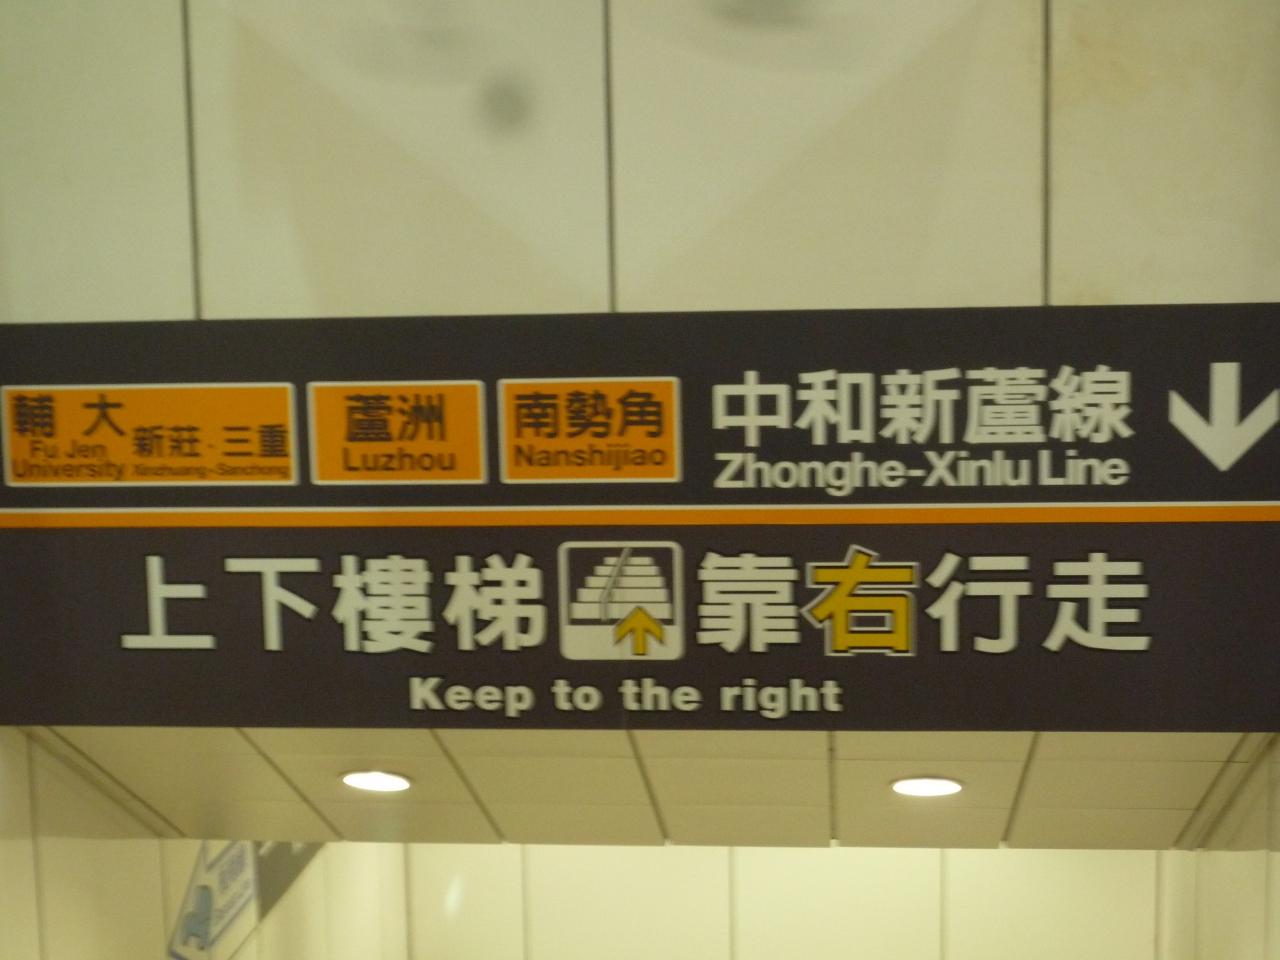 輔大 新莊·三重
Fu Jen University Xinzhuang-Sanchong
蘆洲
Luzhou
南勢角
Nanshijiao
中和新蘆線
Zhonghe-Xinlu Line
上下樓梯 靠右行走
Keep to the right